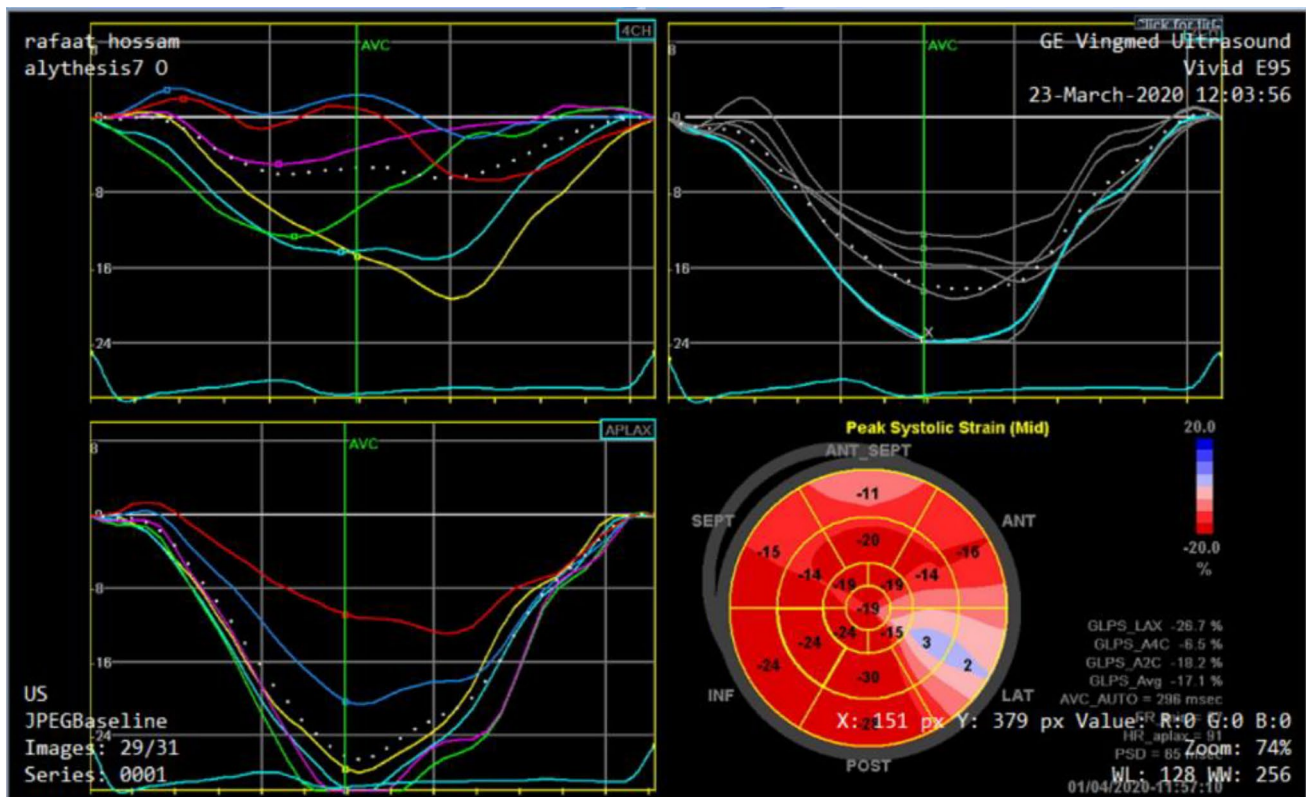 rafaat hossam
alythesis7 O
4CH
AVC
8
0
-8
-16
-24
Click for title
GE Vingmed Ultrasound
Vivid E95
23-March-2020 12:03:56
AVC
8
-8
-16
-24
APLAX
AVC
8
0
-8
-16
-24
US
JPEGBaseline
Images: 29/31
Series: 0001
Peak Systolic Strain (Mid)
20.0
-20.0
%
ANT_SEPT
SEPT
ANT
INF
LAT
POST
-11
-15
-20
-16
-14
-19
-19
-14
-19
-24
-24
-24
-15
3
2
-30
GLPS_LAX -26.7 %
GLPS_A4C -6.5 %
GLPS_A2C -18.2 %
GLPS_Avg -17.1 %
AVC_AUTO = 296 msec
X: 151 px Y: 379 px Value: R:0 G:0 B:0
HR_aplax = 91
Zoom: 74%
PSD = 85 msec
WL: 128 WW: 256
01/04/2020-11:57:10